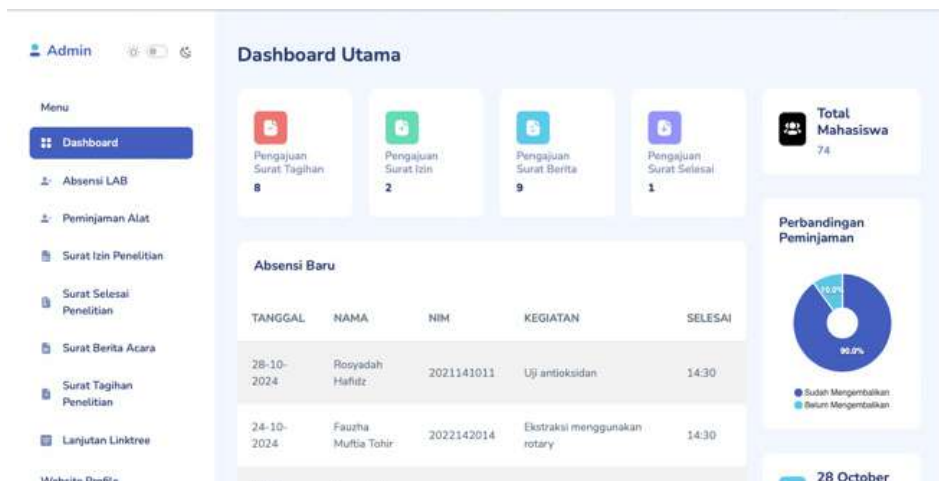 Admin
Menu
Dashboard
Absensi LAB
Peminjaman Alat
Surat Izin Penelitian
Surat Selesai
Penelitian
Surat Berita Acara
Surat Tagihan
Penelitian
Lanjutan Linktree
Website Profile
Dashboard Utama
Pengajuan
Surat Tagihan
8
Pengajuan
Surat Izin
2
Pengajuan
Surat Berita
9
Pengajuan
Surat Selesai
1
Total
Mahasiswa
74
Absensi Baru
TANGGAL NAMA NIM KEGIATAN SELESAI
28-10-
2024
Rosyadah
Hafidz
2021141011
Uji antioksidan
14:30
24-10-
2024
Fauzha
Muftia Tohir
2022142014
Ekstraksi menggunakan
rotary
14:30
Perbandingan
Peminjaman
10.0%
90.0%
Sudah Mengembalikan
Belum Mengembalikan
28 October